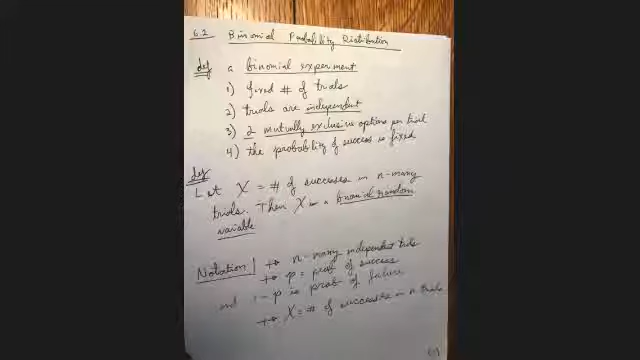 6.2 Binomial Probability Distribution
def a binomial experiment
1) fixed # of trials
2) trials are independent
3) 2 mutually exclusive options per trial
4) the probability of success is fixed
def
Let X = # of successes in n-many
trials. Then X is a binomial random
variable
Notation → n-many independent trials
→ p = prob of success
and 1-p is prob of failure
→ X = # of successes in n trials